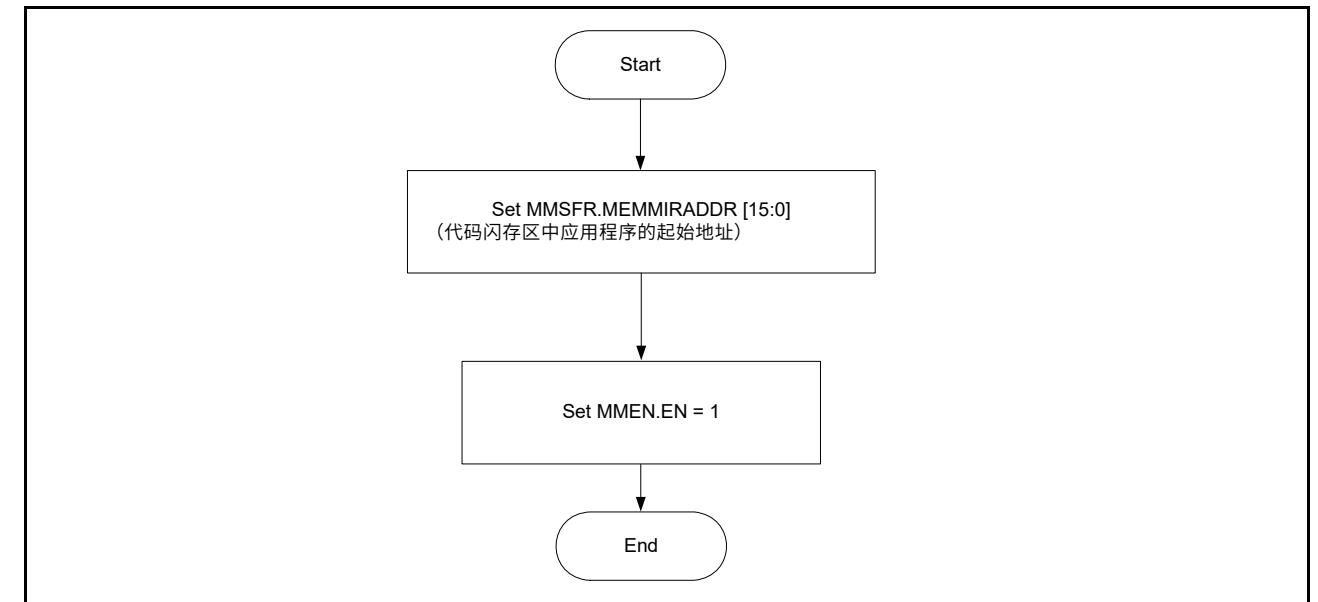 Start
Set MMSFR.MEMMIRADDR [15:0]
（代码闪存区中应用程序的起始地址）
Set MMEN.EN = 1
End